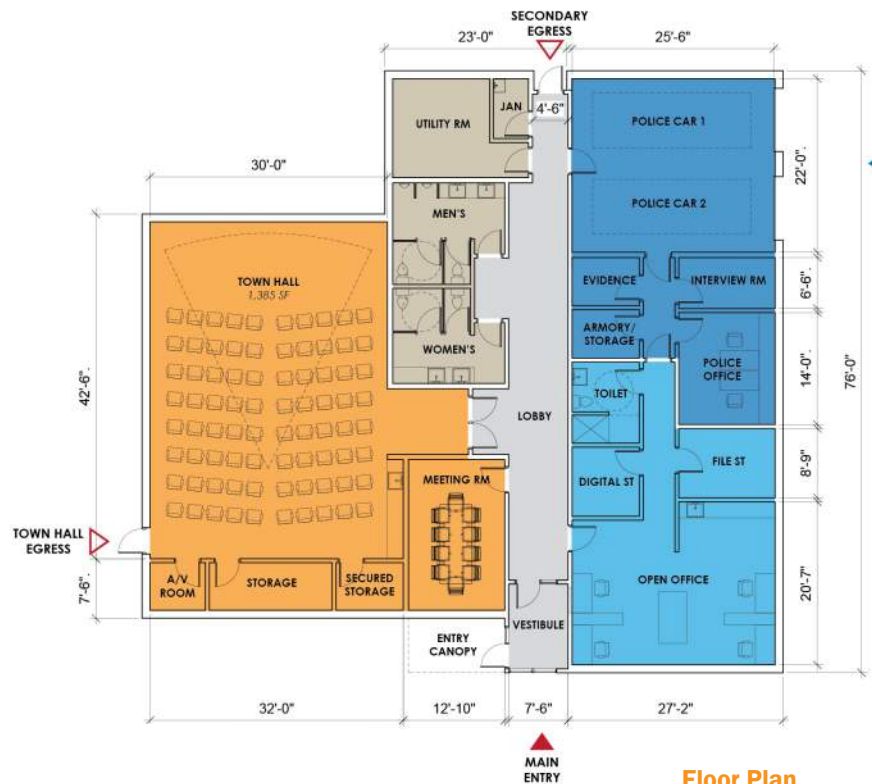 SECONDARY
EGRESS
23'-0"
25'-6"
4'-6"
JAN
UTILITY RM
POLICE CAR 1
POLICE CAR 2
22'-0".
30'-0"
MEN'S
TOWN HALL
1,385 SF
EVIDENCE
INTERVIEW RM
6'-6".
ARMORY/
STORAGE
POLICE
OFFICE
14'-0".
76'-0"
WOMEN'S
42'-6".
TOILET
LOBBY
MEETING RM
DIGITAL ST
FILE ST
8'-9".
TOWN HALL
EGRESS
A/V
ROOM
STORAGE
SECURED
STORAGE
7'-6".
OPEN OFFICE
20'-7"
VESTIBULE
ENTRY
CANOPY
32'-0"
12'-10"
7'-6"
27'-2"
MAIN
ENTRY
Floor Plan